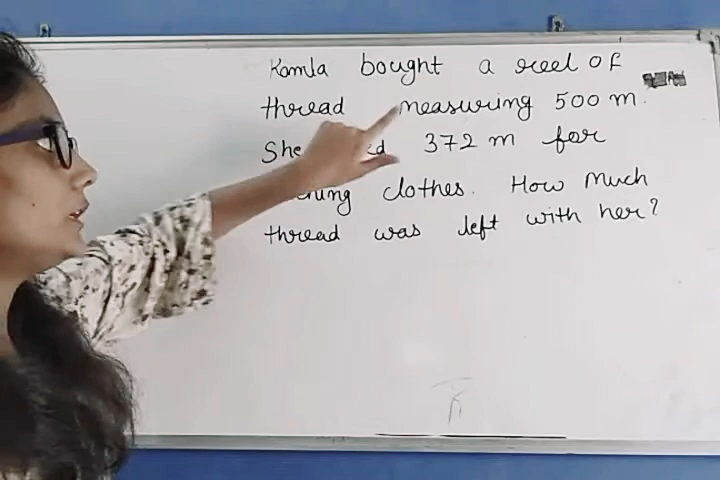 Kamla bought a reel of
thread measuring 500 m.
She 372 m for
clothes. How much
thread was left with her?